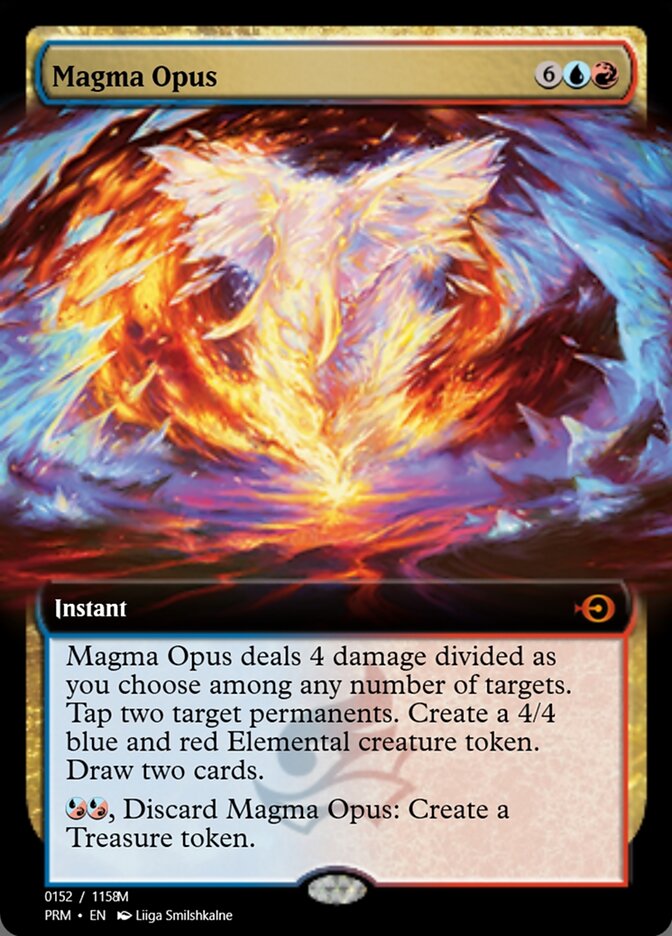 Magma Opus 6
Instant
Magma Opus deals 4 damage divided as
you choose among any number of targets.
Tap two target permanents. Create a 4/4
blue and red Elemental creature token.
Draw two cards.
, Discard Magma Opus: Create a
Treasure token.
0152 / 1158M
PRM • EN Liiga Smilshkalne